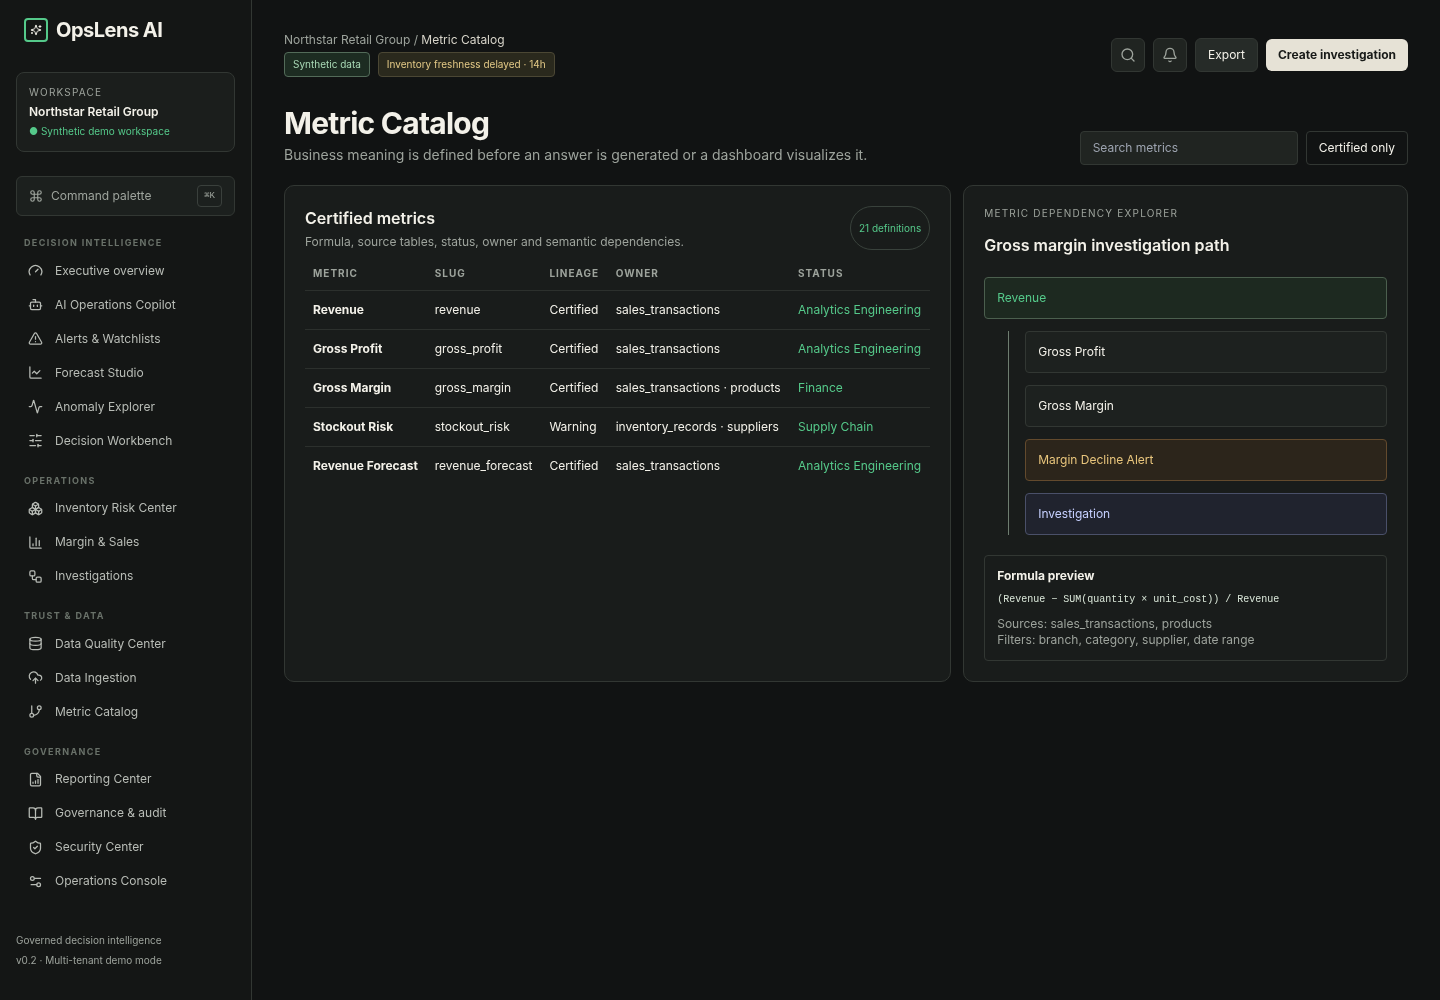 OpsLens AI
WORKSPACE
Northstar Retail Group
Synthetic demo workspace
Command palette ⌘K
DECISION INTELLIGENCE
Executive overview
AI Operations Copilot
Alerts & Watchlists
Forecast Studio
Anomaly Explorer
Decision Workbench
OPERATIONS
Inventory Risk Center
Margin & Sales
Investigations
TRUST & DATA
Data Quality Center
Data Ingestion
Metric Catalog
GOVERNANCE
Reporting Center
Governance & audit
Security Center
Operations Console
Governed decision intelligence
v0.2 · Multi-tenant demo mode
Northstar Retail Group / Metric Catalog
Synthetic data
Inventory freshness delayed · 14h
Export
Create investigation
Metric Catalog
Business meaning is defined before an answer is generated or a dashboard visualizes it.
Search metrics
Certified only
Certified metrics
Formula, source tables, status, owner and semantic dependencies.
21 definitions
METRIC SLUG LINEAGE OWNER STATUS
Revenue revenue Certified sales_transactions Analytics Engineering
Gross Profit gross_profit Certified sales_transactions Analytics Engineering
Gross Margin gross_margin Certified sales_transactions · products Finance
Stockout Risk stockout_risk Warning inventory_records · suppliers Supply Chain
Revenue Forecast revenue_forecast Certified sales_transactions Analytics Engineering
METRIC DEPENDENCY EXPLORER
Gross margin investigation path
Revenue
Gross Profit
Gross Margin
Margin Decline Alert
Investigation
Formula preview
(Revenue − SUM(quantity × unit_cost)) / Revenue
Sources: sales_transactions, products
Filters: branch, category, supplier, date range